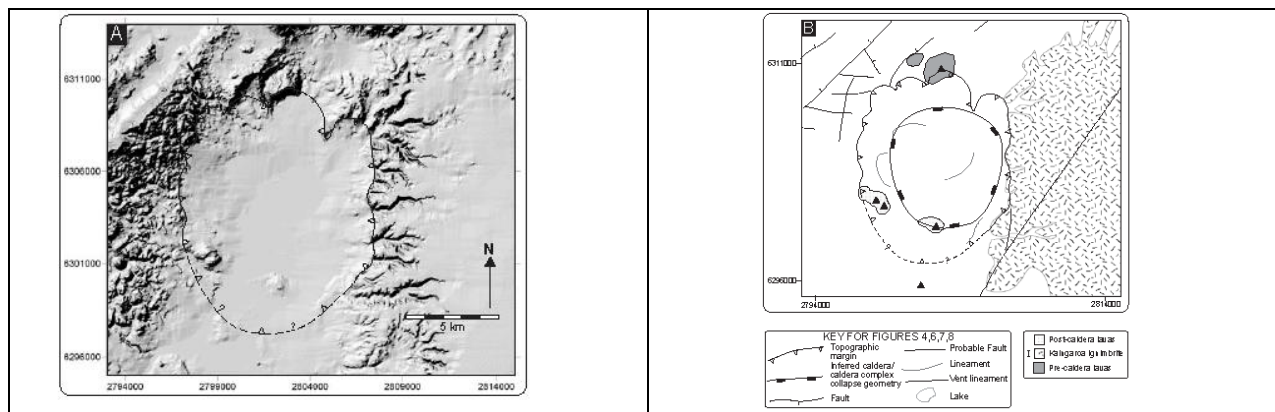 A
6311000
6306000
6301000
6296000
N
5 km
2794000
2799000
2804000
2809000
2814000
B
6311000
6296000
2794000
2814000
KEY FOR FIGURES 4,6,7,8
Topographic margin
Inferred caldera/
caldera complex
collapse geometry
Fault
Probable Fault
Lineament
Vent lineament
Lake
Post-caldera lavas
Kaingaroa Ignimbrite
Pre-caldera lavas